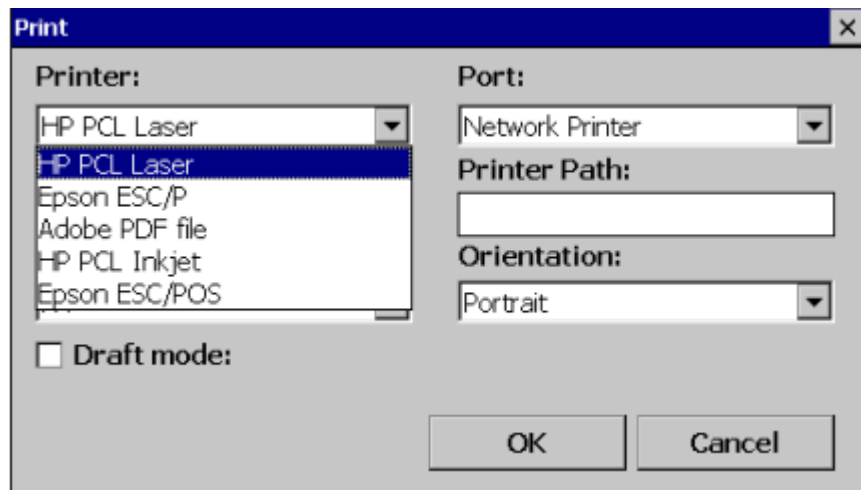 Print
Printer:
HP PCL Laser
HP PCL Laser
Epson ESC/P
Adobe PDF file
HP PCL Inkjet
Epson ESC/POS
Draft mode:
Port:
Network Printer
Printer Path:
Orientation:
Portrait
OK
Cancel